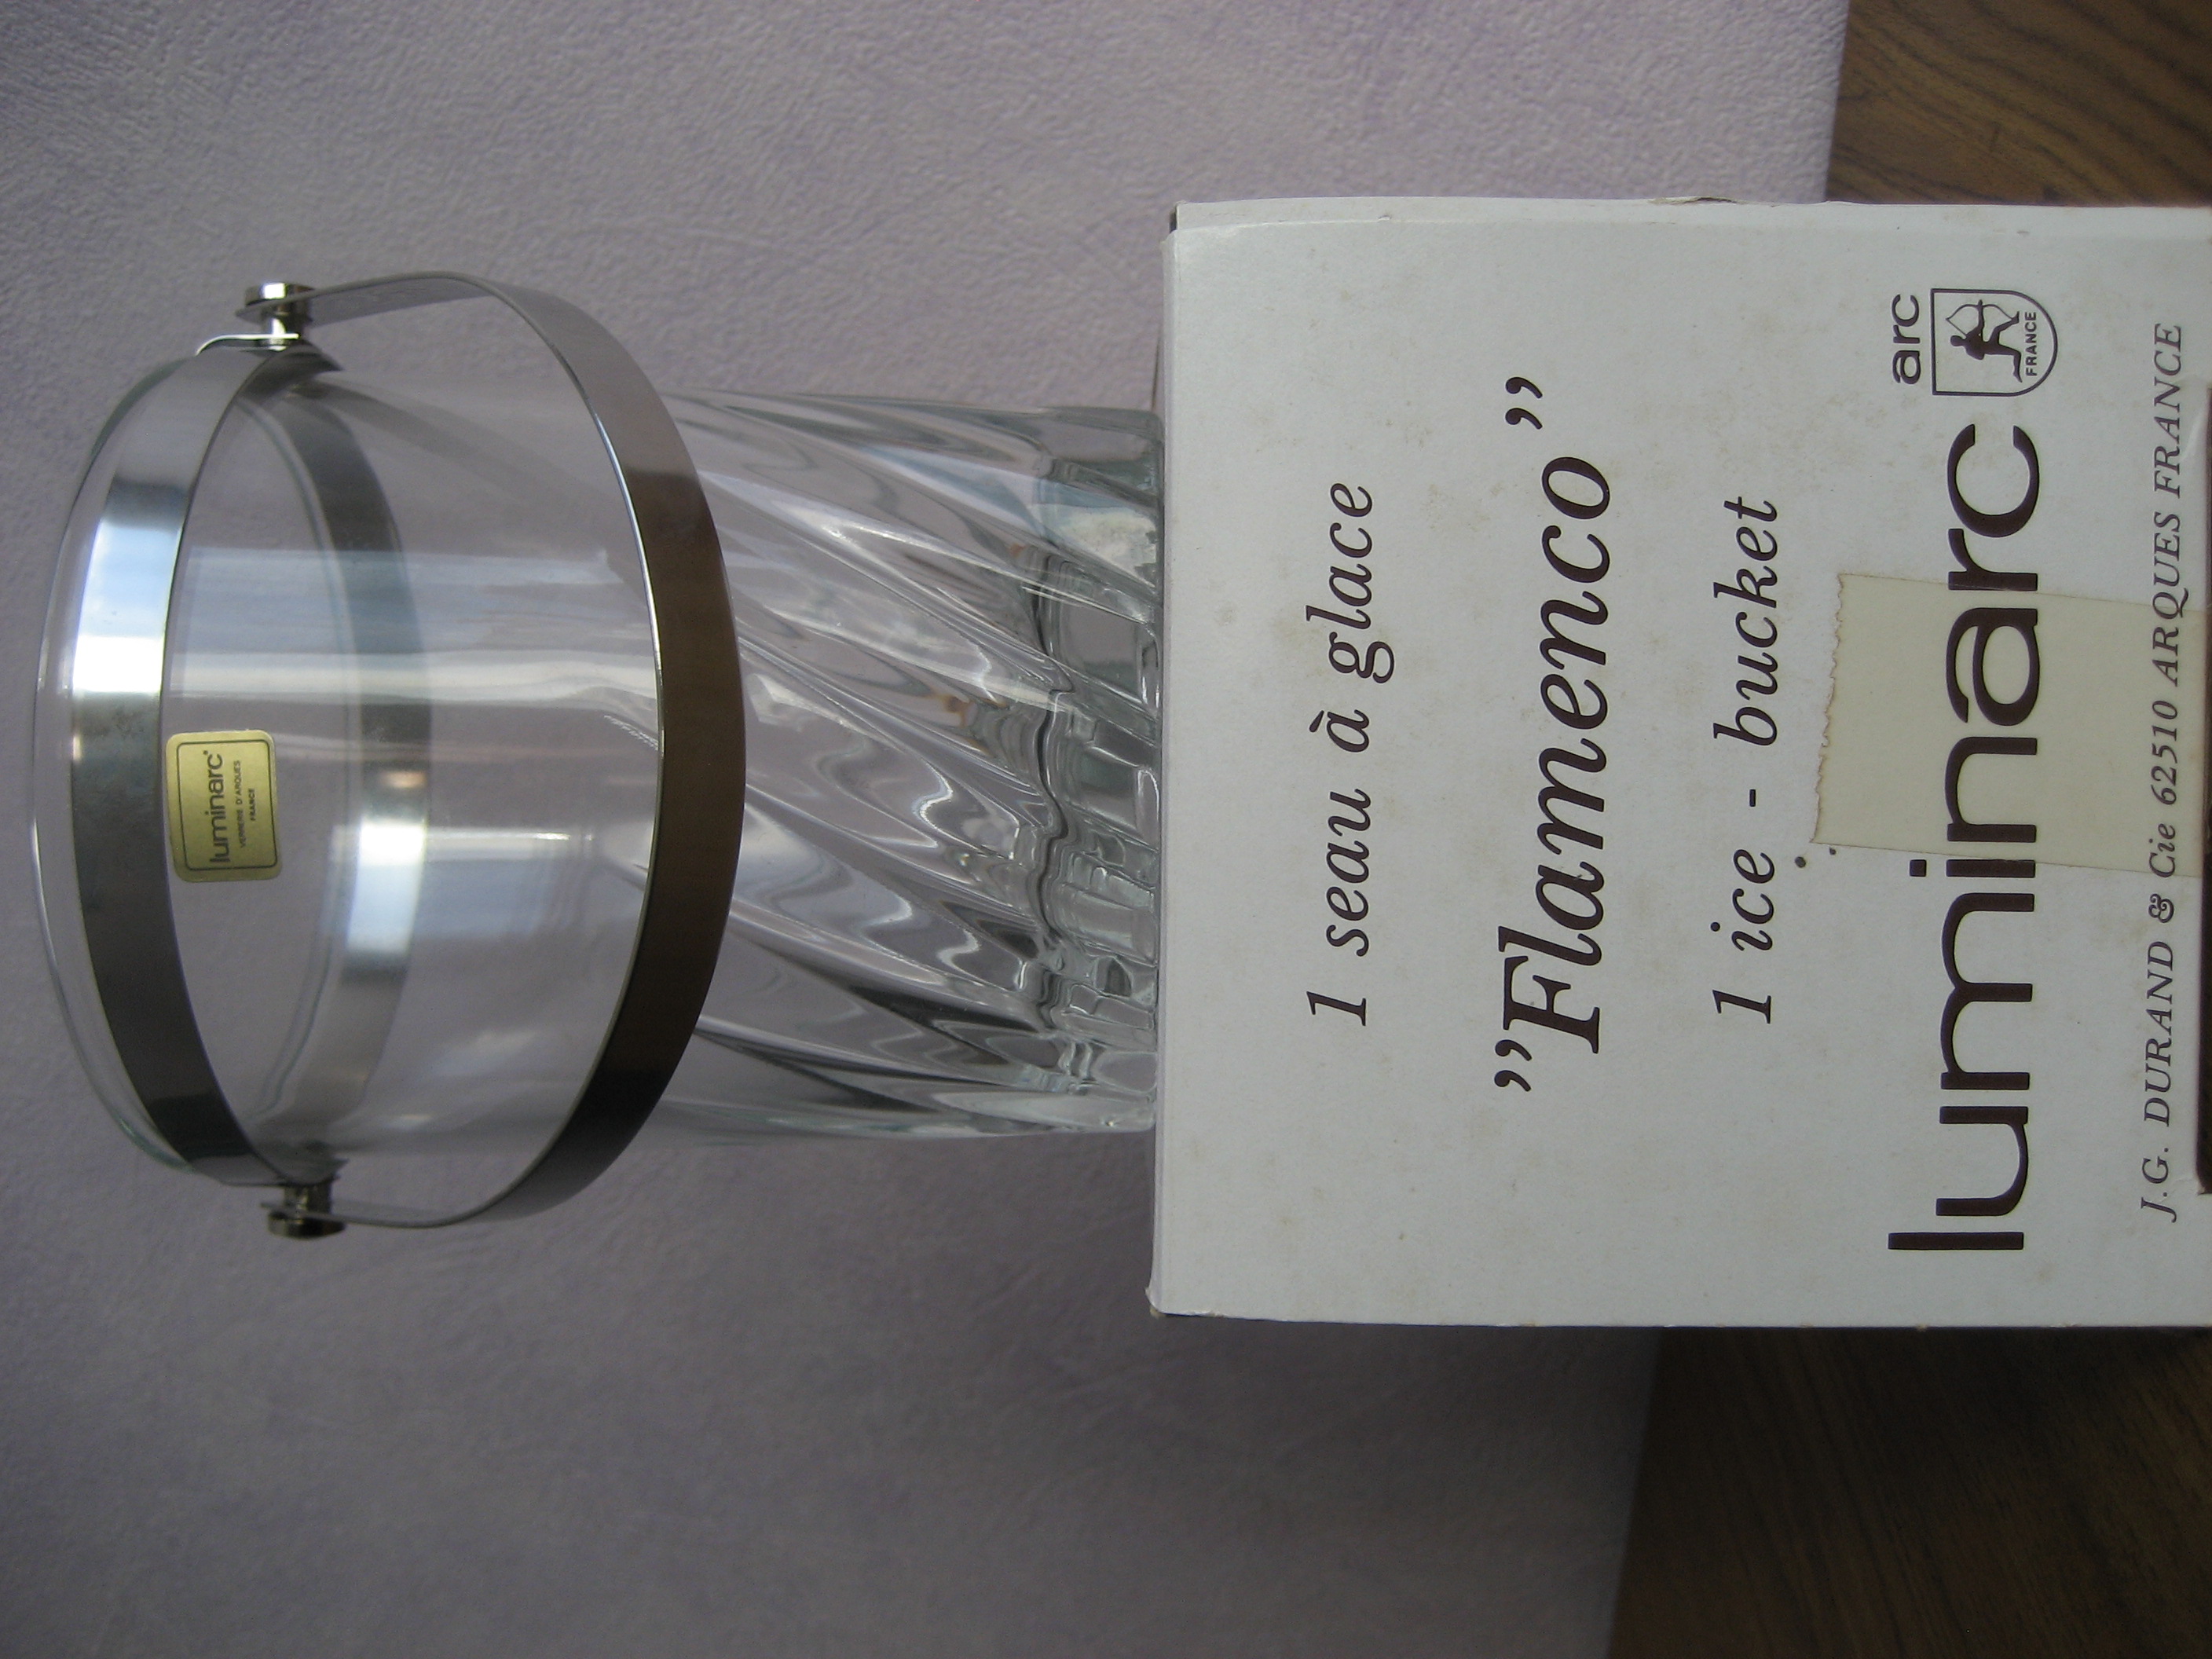 luminarc®
VERRERIE D'ARQUES
FRANCE
1 seau à glace
"Flamenco"
1 ice - bucket
luminarc
arc
FRANCE
J.G. DURAND & Cie 62510 ARQUES FRANCE